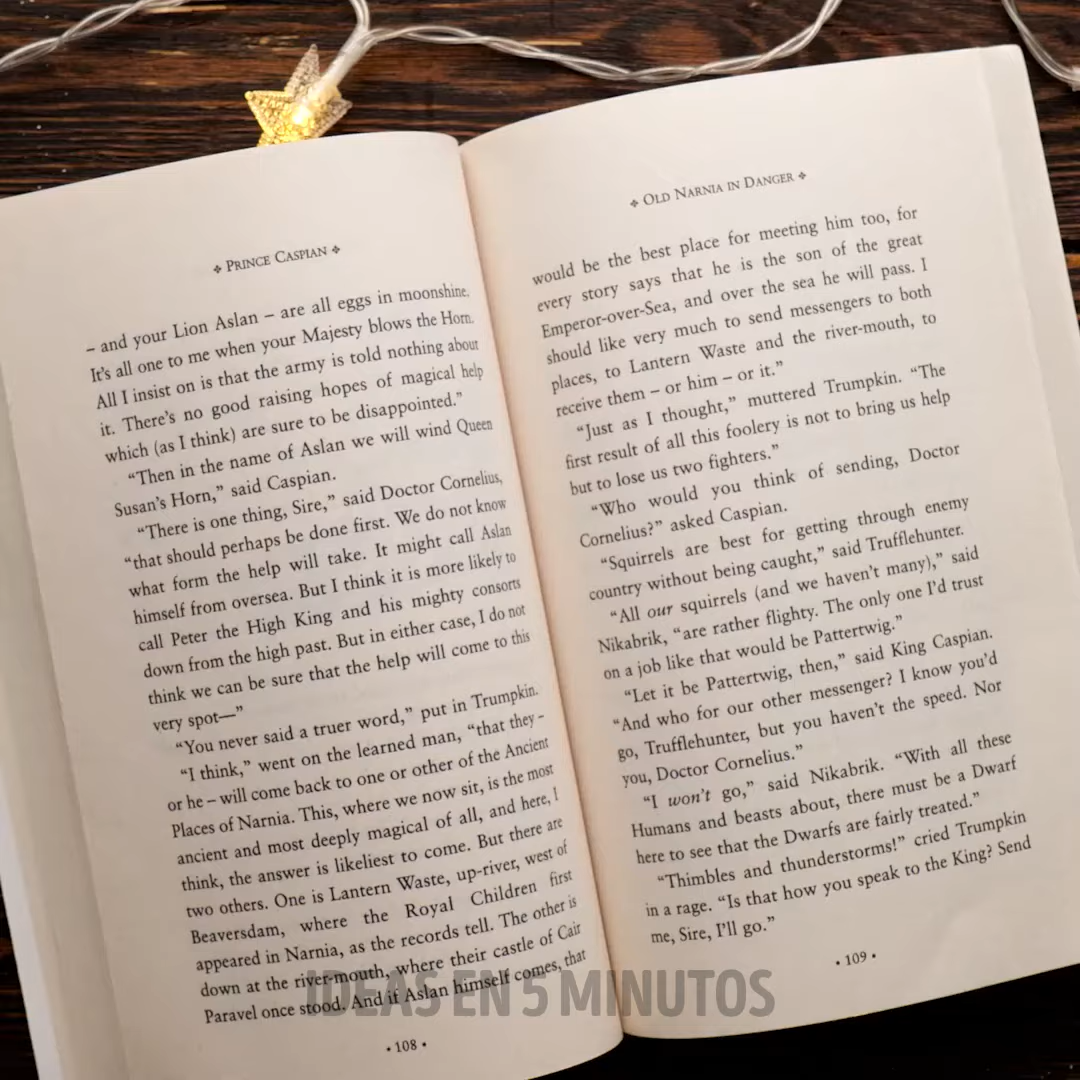 ❖ PRINCE CASPIAN ❖
– and your Lion Aslan – are all eggs in moonshine.
It's all one to me when your Majesty blows the Horn.
All I insist on is that the army is told nothing about
it. There's no good raising hopes of magical help
which (as I think) are sure to be disappointed.”
“Then in the name of Aslan we will wind Queen
Susan's Horn,” said Caspian.
“There is one thing, Sire,” said Doctor Cornelius,
“that should perhaps be done first. We do not know
what form the help will take. It might call Aslan
himself from oversea. But I think it is more likely to
call Peter the High King and his mighty consorts
down from the high past. But in either case, I do not
think we can be sure that the help will come to this
very spot—”
“You never said a truer word,” put in Trumpkin.
“I think,” went on the learned man, “that they –
or he – will come back to one or other of the Ancient
Places of Narnia. This, where we now sit, is the most
ancient and most deeply magical of all, and here, I
think, the answer is likeliest to come. But there are
two others. One is Lantern Waste, up-river, west of
Beaversdam, where the Royal Children first
appeared in Narnia, as the records tell. The other is
down at the river-mouth, where their castle of Cair
Paravel once stood. And if Aslan himself comes, that
• 108 •
❖ OLD NARNIA IN DANGER ❖
would be the best place for meeting him too, for
every story says that he is the son of the great
Emperor-over-Sea, and over the sea he will pass. I
should like very much to send messengers to both
places, to Lantern Waste and the river-mouth, to
receive them – or him – or it.”
“Just as I thought,” muttered Trumpkin. “The
first result of all this foolery is not to bring us help
but to lose us two fighters.”
“Who would you think of sending, Doctor
Cornelius?” asked Caspian.
“Squirrels are best for getting through enemy
country without being caught,” said Trufflehunter.
“All our squirrels (and we haven't many),” said
Nikabrik, “are rather flighty. The only one I'd trust
on a job like that would be Pattertwig.”
“Let it be Pattertwig, then,” said King Caspian.
“And who for our other messenger? I know you'd
go, Trufflehunter, but you haven't the speed. Nor
you, Doctor Cornelius.”
“I won't go,” said Nikabrik. “With all these
Humans and beasts about, there must be a Dwarf
here to see that the Dwarfs are fairly treated.”
“Thimbles and thunderstorms!” cried Trumpkin
in a rage. “Is that how you speak to the King? Send
me, Sire, I'll go.”
• 109 •
IDEAS EN 5 MINUTOS